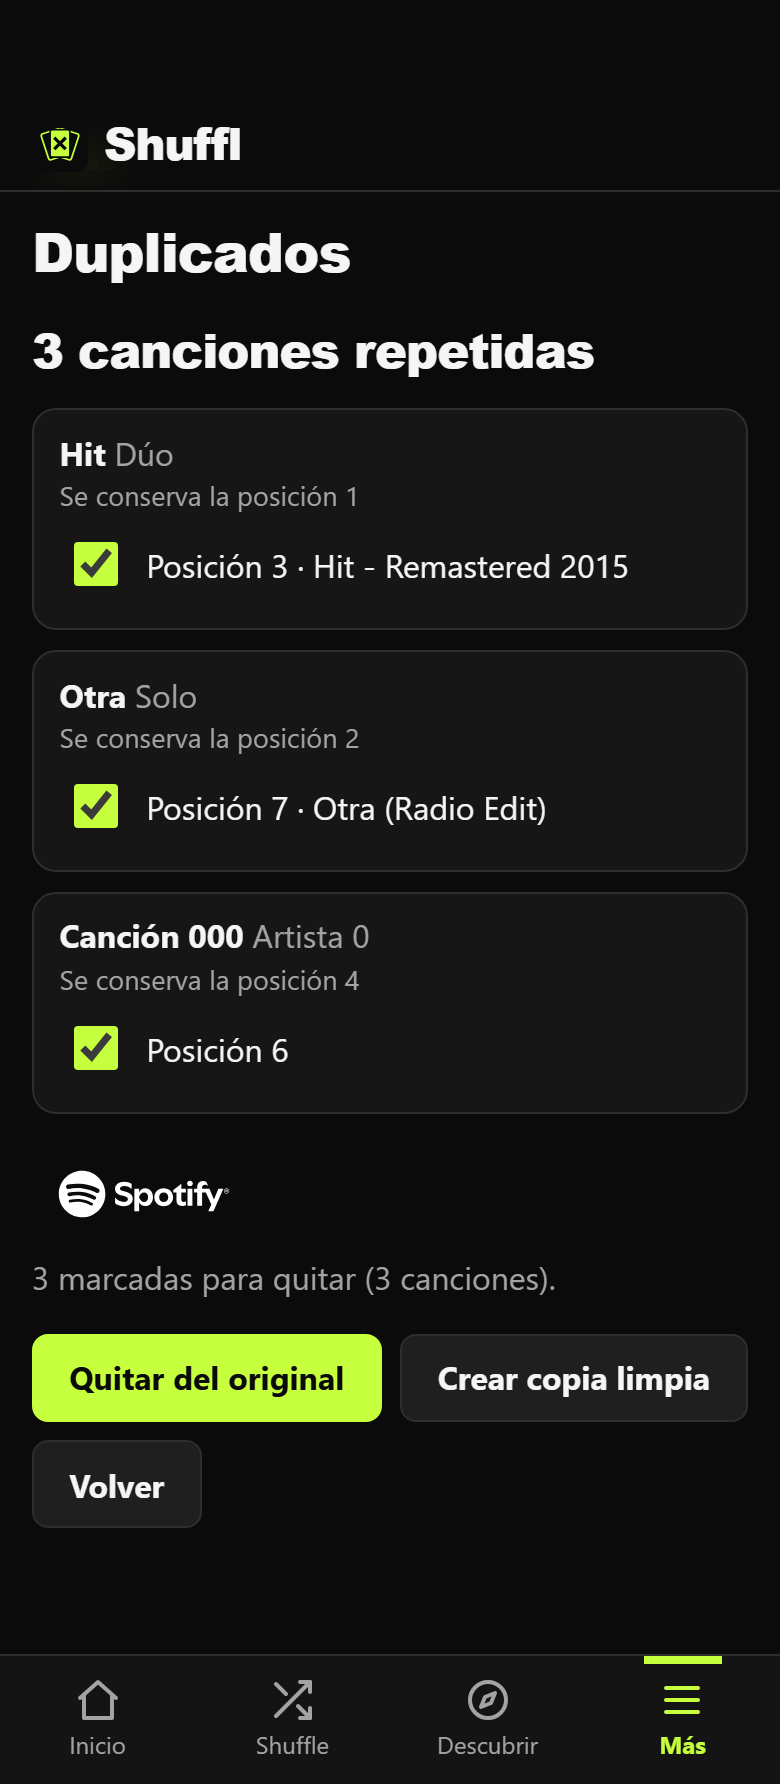 Shuffl
Duplicados
3 canciones repetidas
Hit Dúo
Se conserva la posición 1
Posición 3 · Hit - Remastered 2015
Otra Solo
Se conserva la posición 2
Posición 7 · Otra (Radio Edit)
Canción 000 Artista 0
Se conserva la posición 4
Posición 6
Spotify®
3 marcadas para quitar (3 canciones).
Quitar del original
Crear copia limpia
Volver
Inicio
Shuffle
Descubrir
Más